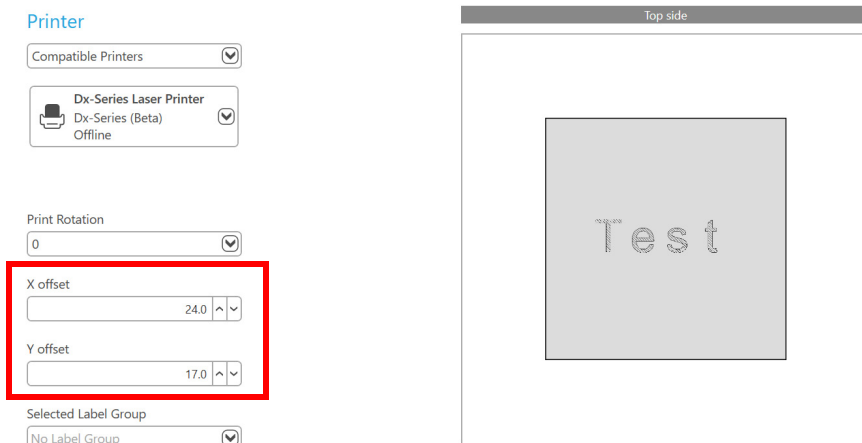 Printer
Compatible Printers
Dx-Series Laser Printer
Dx-Series (Beta)
Offline
Print Rotation
0
X offset
24.0
Y offset
17.0
Selected Label Group
No Label Group
Top side
Test